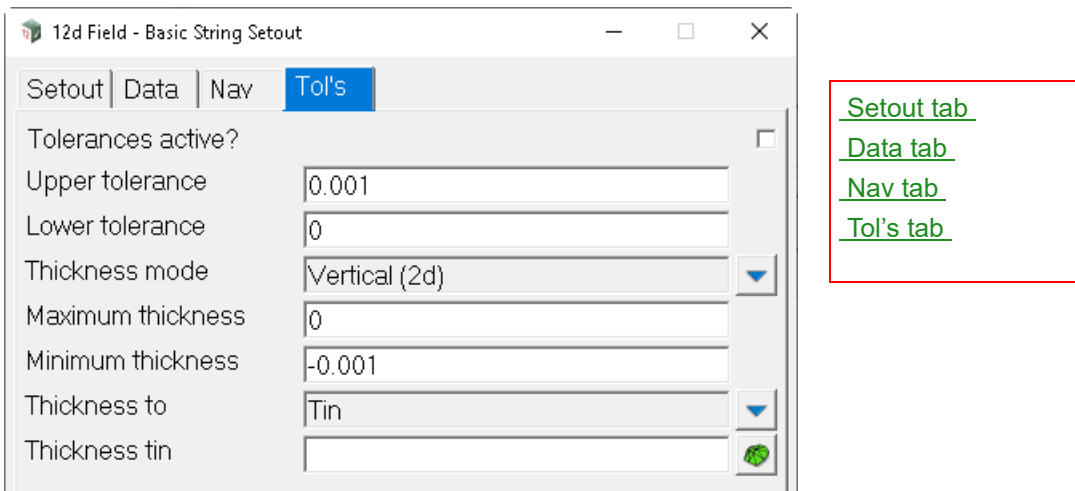 12d Field - Basic String Setout
Setout Data Nav Tol's
Tolerances active?
Upper tolerance 0.001
Lower tolerance 0
Thickness mode Vertical (2d)
Maximum thickness 0
Minimum thickness -0.001
Thickness to Tin
Thickness tin
Setout tab
Data tab
Nav tab
Tol’s tab